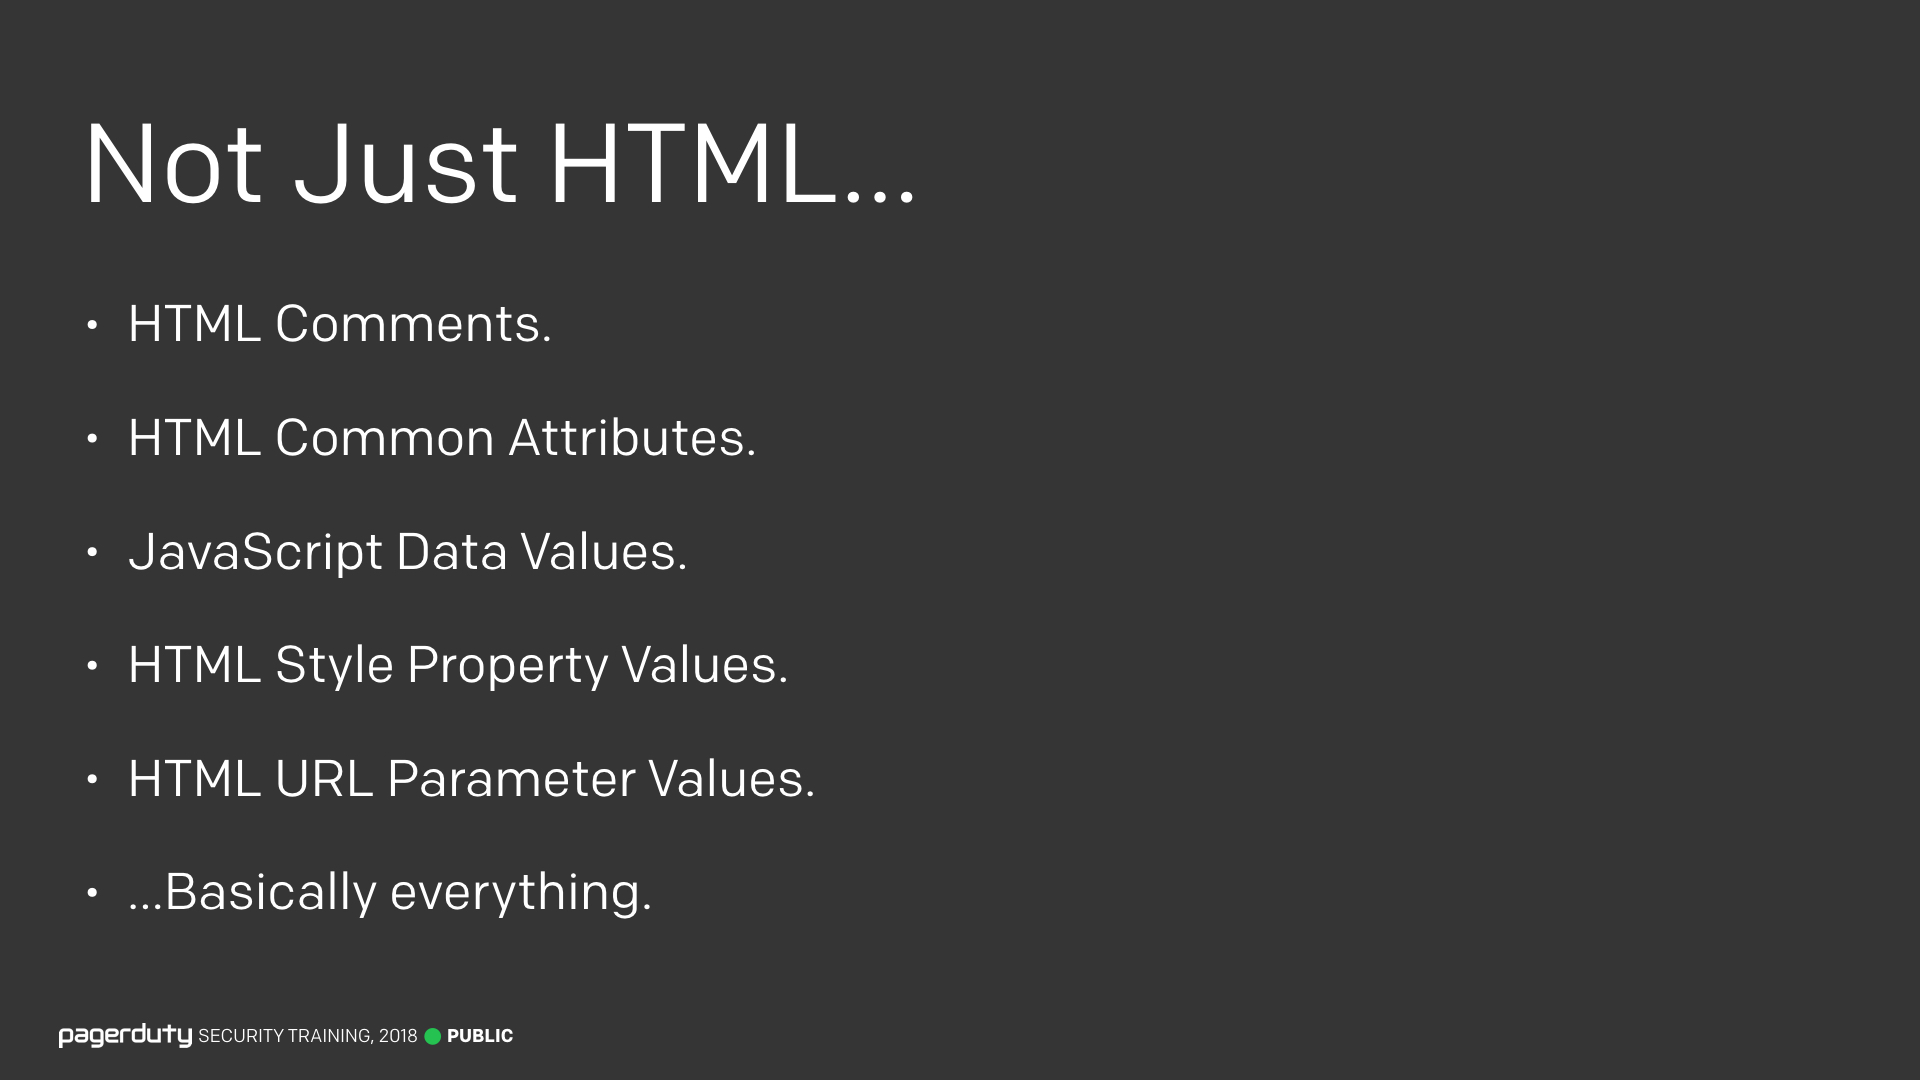 Not Just HTML...
• HTML Comments.
• HTML Common Attributes.
• JavaScript Data Values.
• HTML Style Property Values.
• HTML URL Parameter Values.
• ...Basically everything.
pagerduty SECURITY TRAINING, 2018 PUBLIC